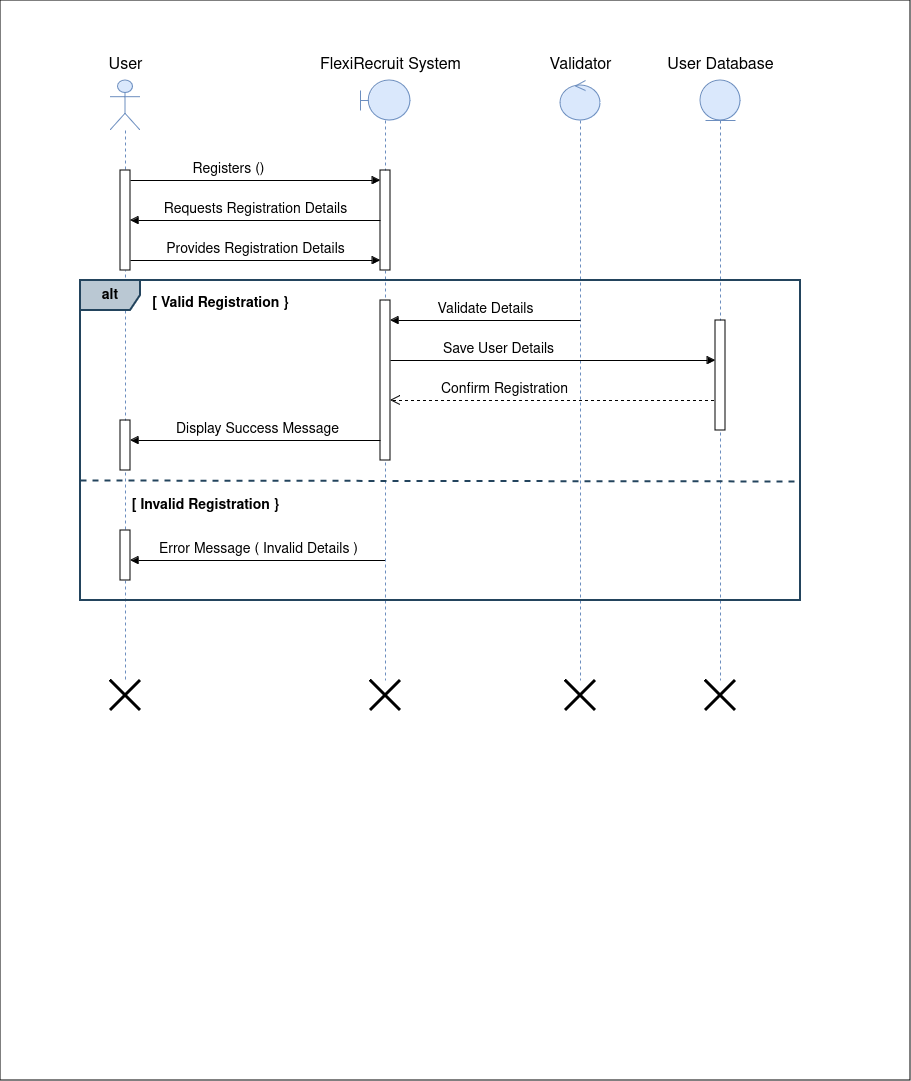 User
FlexiRecruit System
Validator
User Database
Registers ()
Requests Registration Details
Provides Registration Details
alt
[ Valid Registration }
Validate Details
Save User Details
Confirm Registration
Display Success Message
[ Invalid Registration }
Error Message ( Invalid Details )